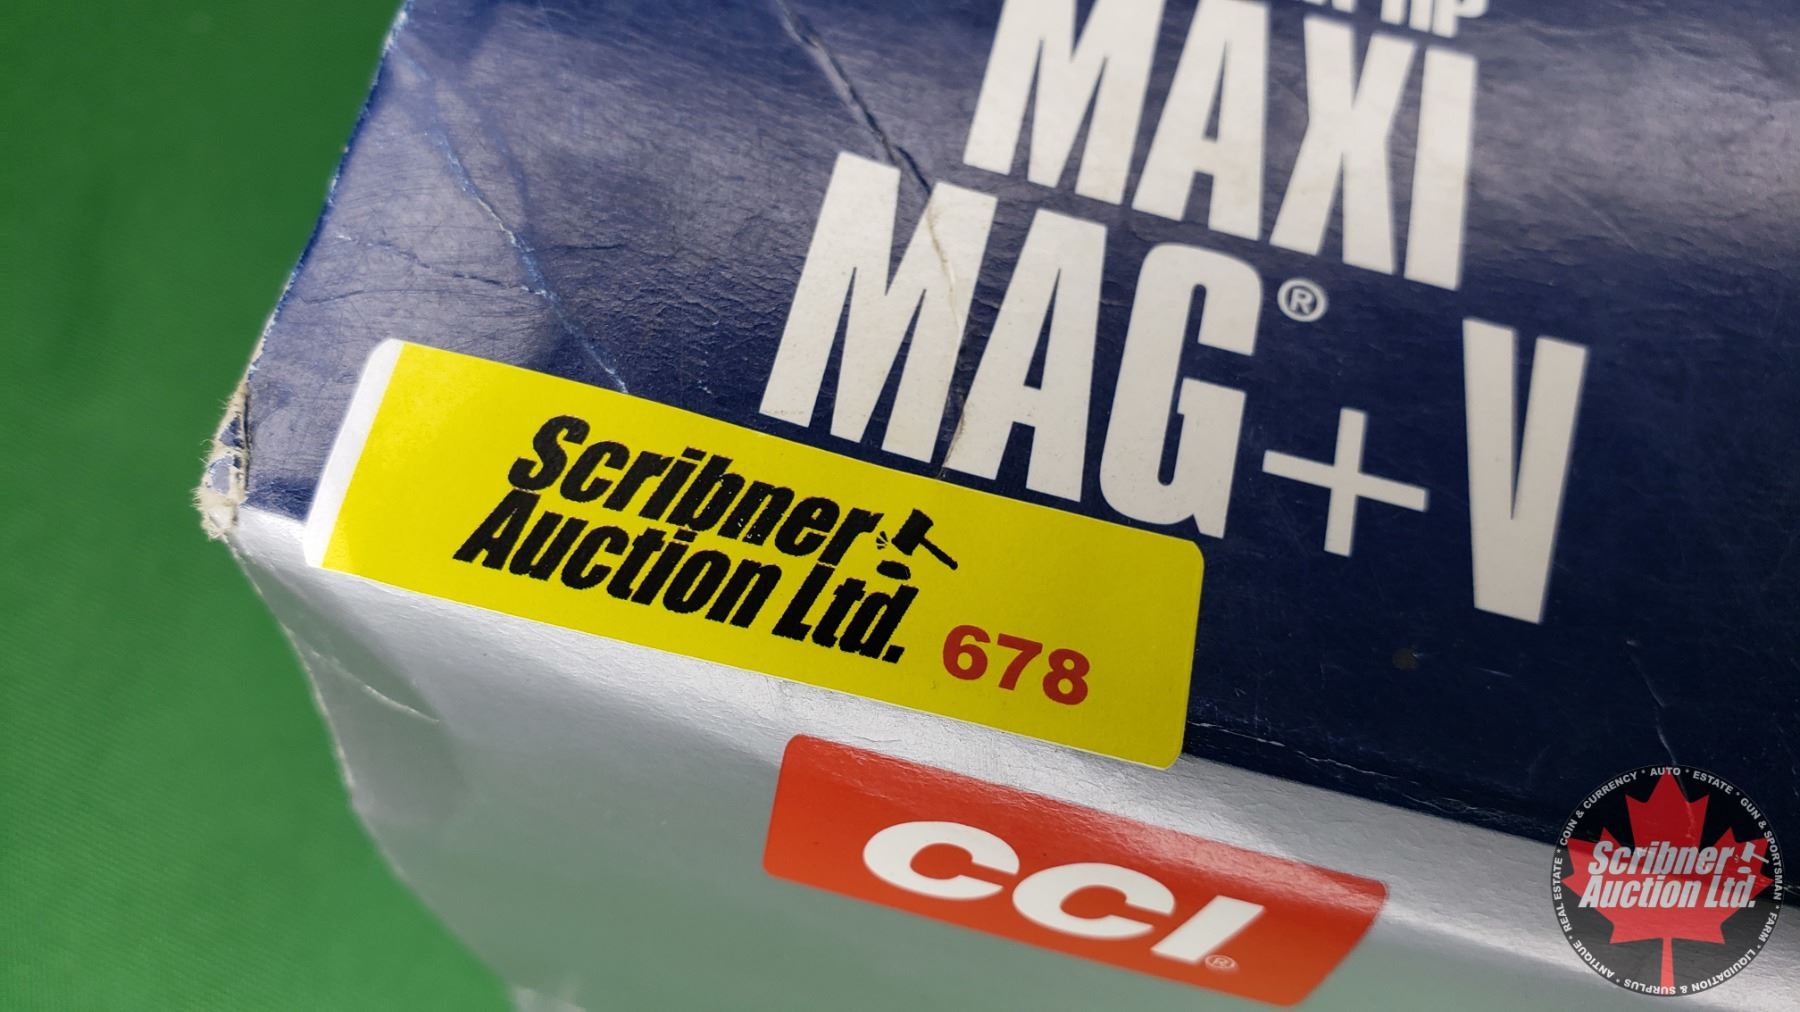 HP
MAXI
MAG® + V
Scribner
Auction Ltd.
678
CCI®
COIN & CURRENCY * AUTO * ESTATE * GUN & SPORTSMAN * FARM * LIQUIDATION & SURPLUS * ANTIQUE * REAL ESTATE *
Scribner
Auction Ltd.